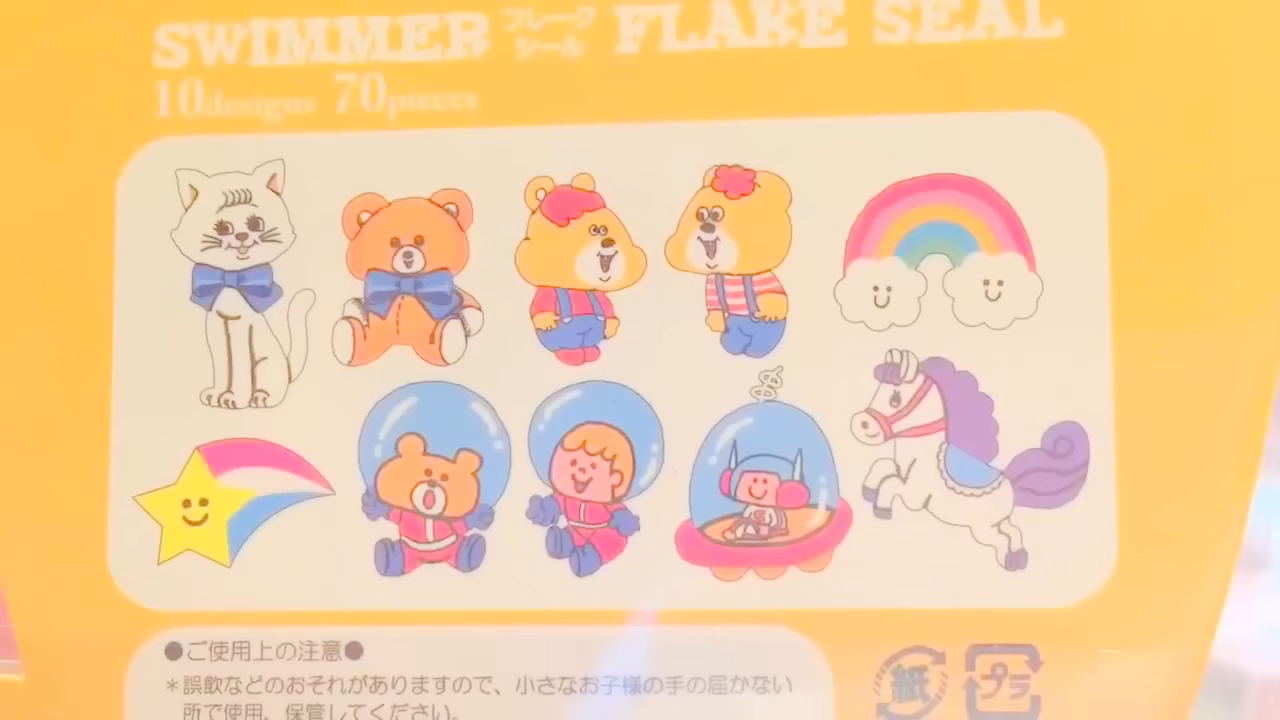 SWIMMER フレーク シール FLAKE SEAL
10designs 70pieces
●ご使用上の注意●
＊誤飲などのおそれがありますので、小さなお子様の手の届かない
所で使用、保管してください。
紙 プラ